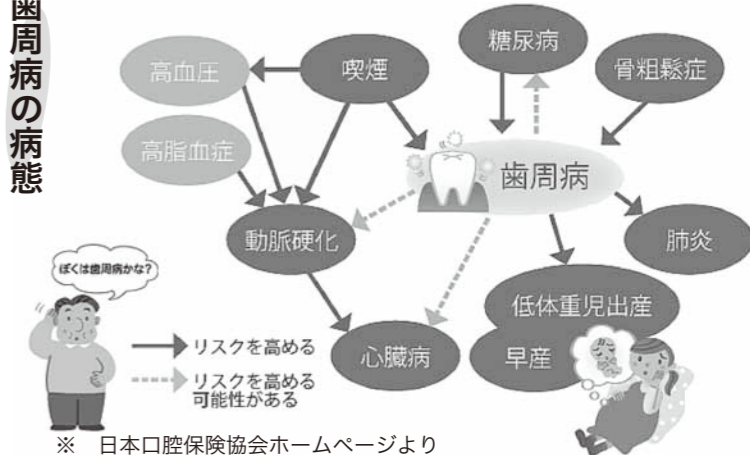 歯周病の病態
高血圧
喫煙
糖尿病
骨粗鬆症
高脂血症
歯周病
動脈硬化
肺炎
ぼくは歯周病かな?
低体重児出産
リスクを高める
心臓病
早産
リスクを高める
可能性がある
※ 日本口腔保険協会ホームページより